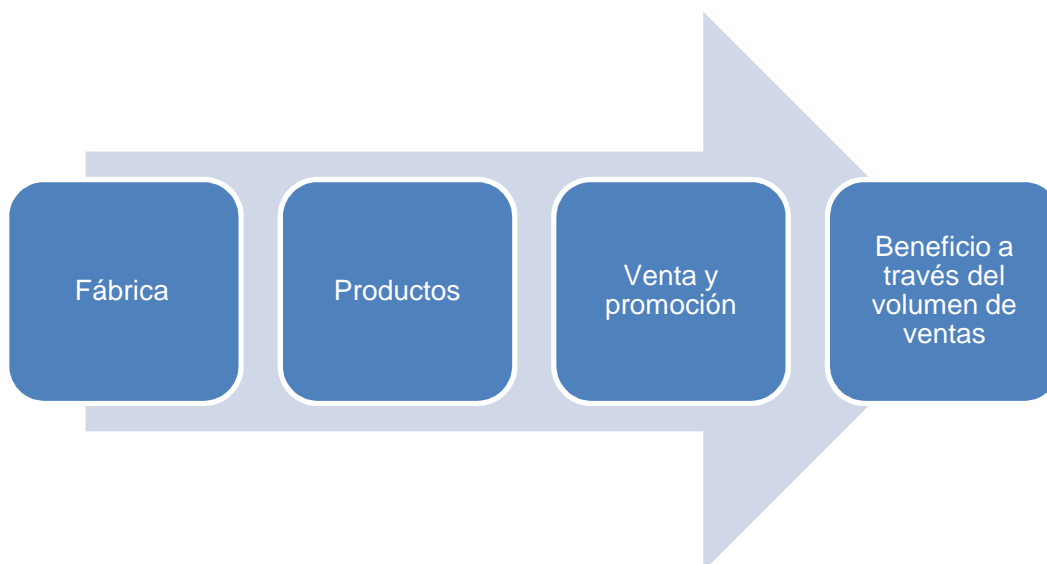 Fábrica
Productos
Venta y
promoción
Beneficio a
través del
volumen de
ventas